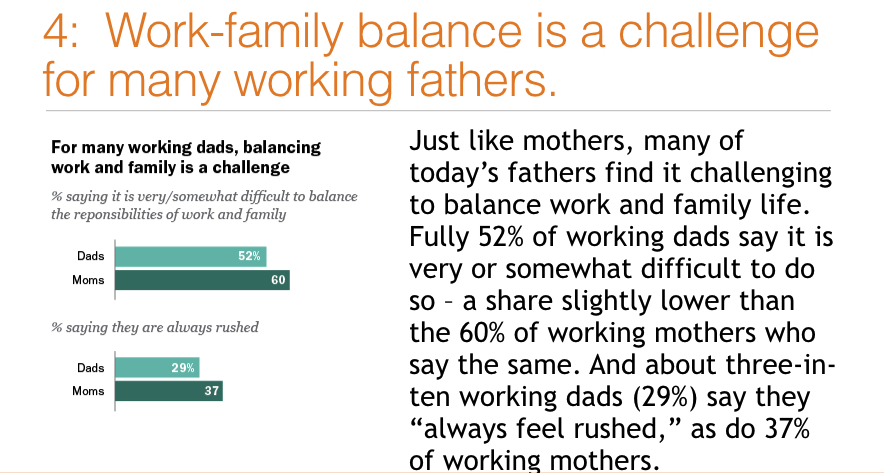 4:  Work-family balance is a challenge
for many working fathers.
For many working dads, balancing
work and family is a challenge
% saying it is very/somewhat difficult to balance
the reponsibilities of work and family
Dads 52%
Moms 60
% saying they are always rushed
Dads 29%
Moms 37
Just like mothers, many of
today’s fathers find it challenging
to balance work and family life.
Fully 52% of working dads say it is
very or somewhat difficult to do
so – a share slightly lower than
the 60% of working mothers who
say the same. And about three-in-
ten working dads (29%) say they
“always feel rushed,” as do 37%
of working mothers.